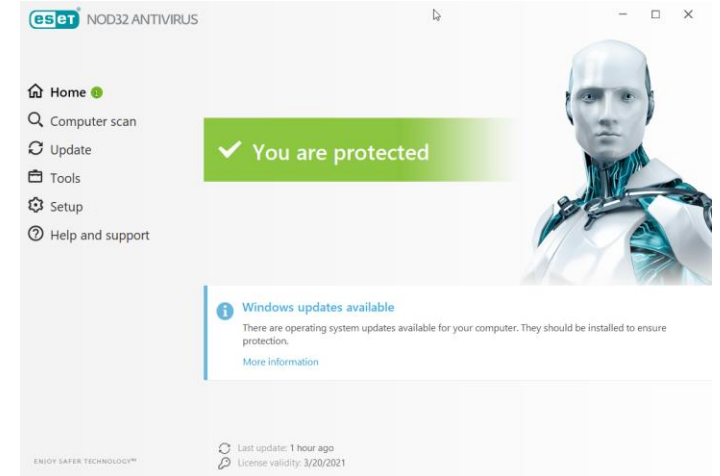 eset NOD32 ANTIVIRUS
Home
Computer scan
Update
Tools
Setup
Help and support
You are protected
Windows updates available
There are operating system updates available for your computer. They should be installed to ensure
protection.
More information
Last update: 1 hour ago
License validity: 3/20/2021
ENJOY SAFER TECHNOLOGY™